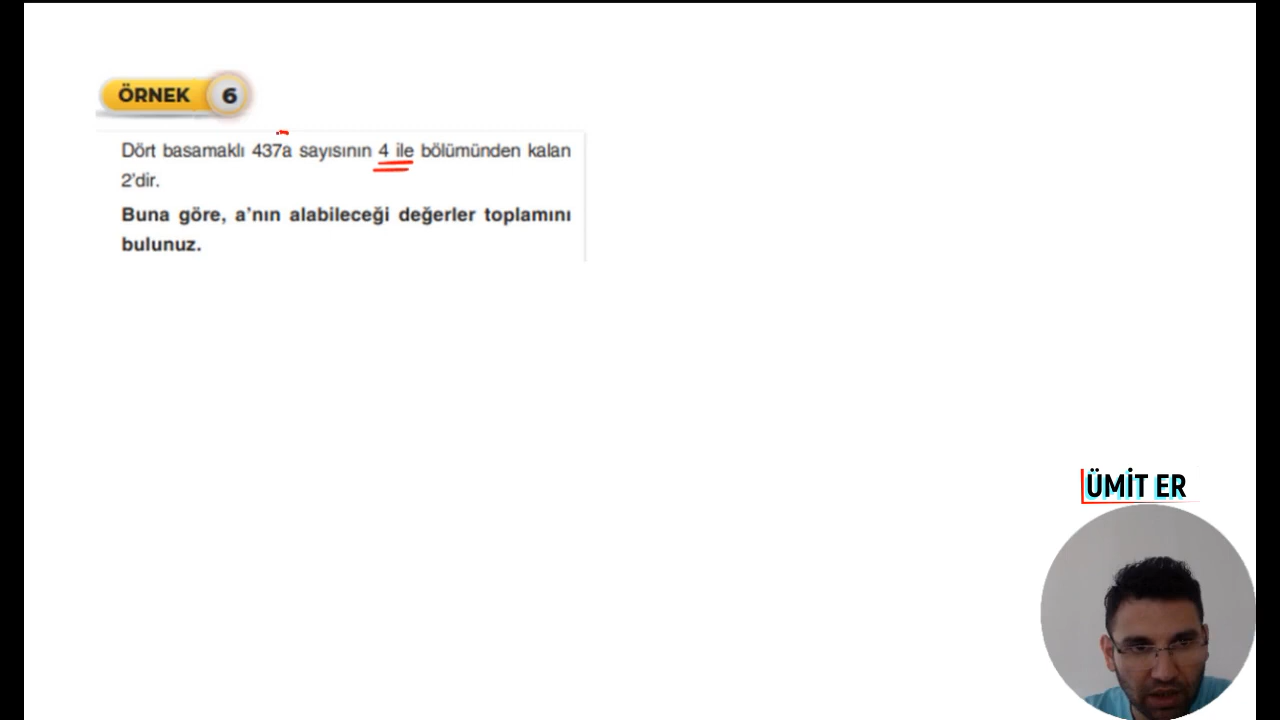 ÖRNEK 6
Dört basamaklı 437a sayısının 4 ile bölümünden kalan
2'dir.
Buna göre, a'nın alabileceği değerler toplamını
bulunuz.
ÜMİT ER